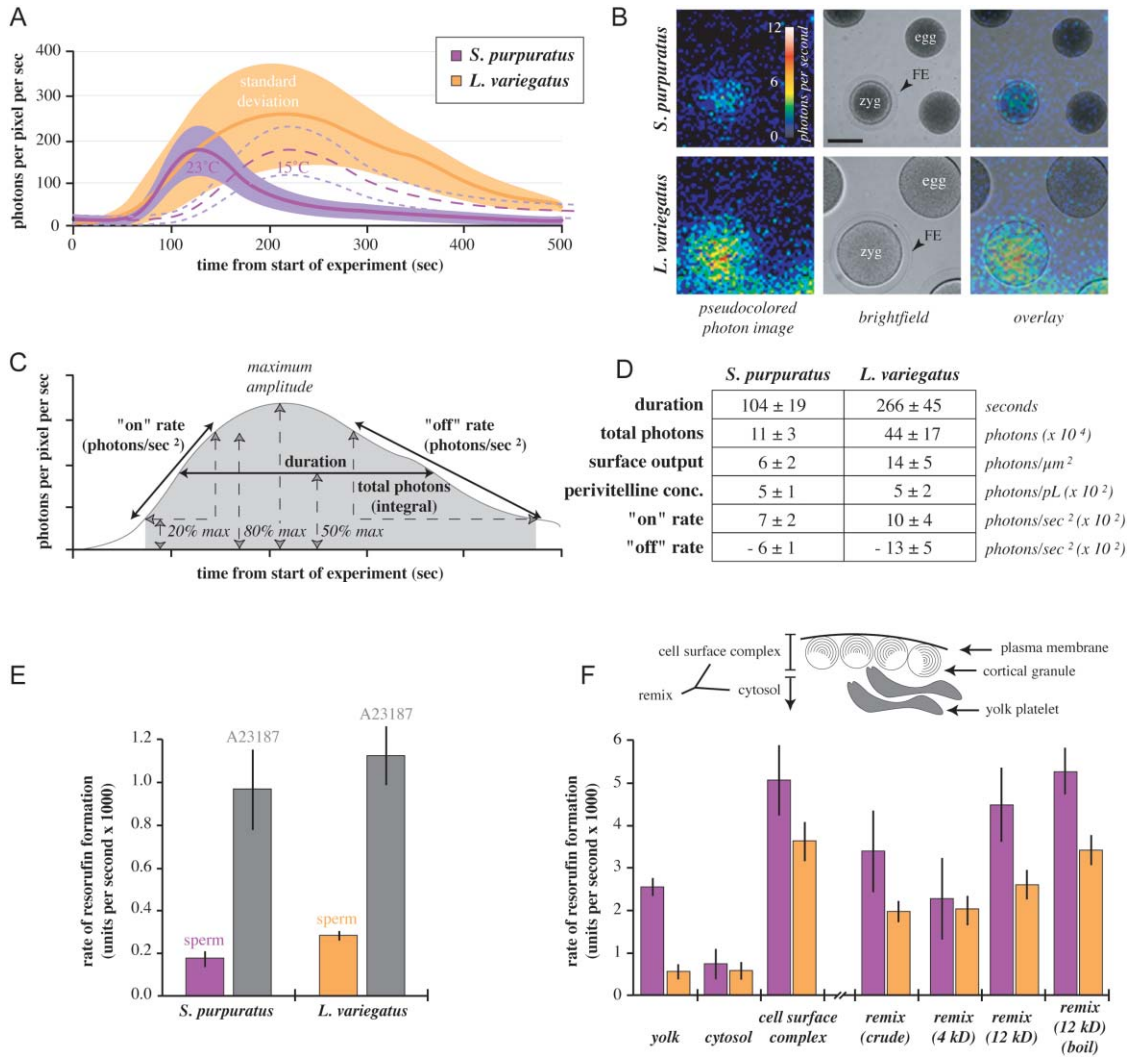 A
400
300
200
100
0
photons per pixel per sec
S. purpuratus
L. variegatus
standard
deviation
23˚C
15˚C
0
100
200
300
400
500
time from start of experiment (sec)
B
S. purpuratus
L. variegatus
12
6
0
photons per second
egg
FE
zyg
egg
FE
zyg
pseudocolored
photon image
brightfield
overlay
C
photons per pixel per sec
maximum
amplitude
"on" rate
(photons/sec ²)
"off" rate
(photons/sec ²)
duration
total photons
(integral)
20% max
80% max
50% max
time from start of experiment (sec)
D
S. purpuratus L. variegatus
duration 104 ± 19 266 ± 45 seconds
total photons 11 ± 3 44 ± 17 photons (x 10 ⁴)
surface output 6 ± 2 14 ± 5 photons/µm ²
perivitelline conc. 5 ± 1 5 ± 2 photons/pL (x 10 ²)
"on" rate 7 ± 2 10 ± 4 photons/sec ² (x 10 ²)
"off" rate - 6 ± 1 - 13 ± 5 photons/sec ² (x 10 ²)
E
rate of resorufin formation
(units per second x 1000)
1.2
1.0
0.8
0.6
0.4
0.2
0.0
sperm
A23187
sperm
A23187
S. purpuratus
L. variegatus
F
cell surface complex
remix
cytosol
plasma membrane
cortical granule
yolk platelet
rate of resorufin formation
(units per second x 1000)
6
5
4
3
2
1
0
yolk
cytosol
cell surface
complex
remix
(crude)
remix
(4 kD)
remix
(12 kD)
remix
(12 kD)
(boil)